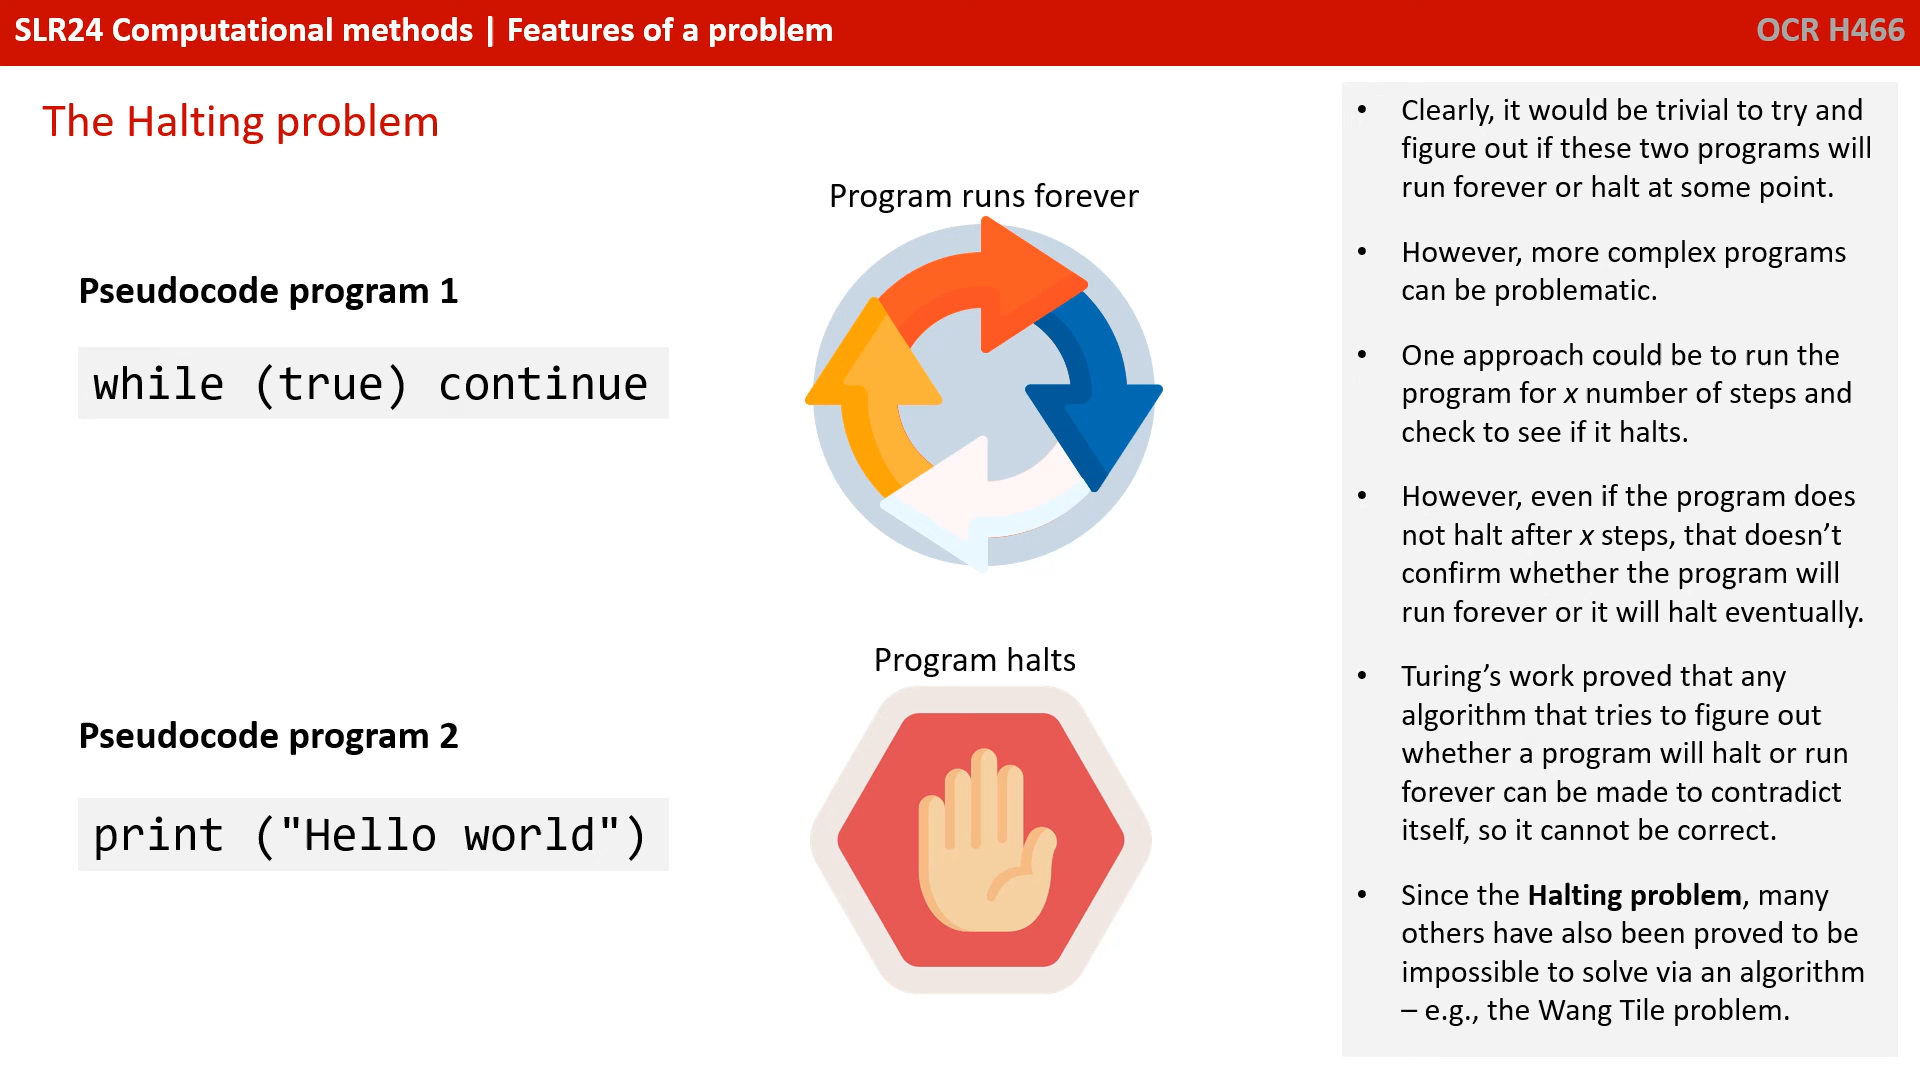 SLR24 Computational methods | Features of a problem
OCR H466
The Halting problem
Pseudocode program 1
while (true) continue
Program runs forever
Pseudocode program 2
print ("Hello world")
Program halts
• Clearly, it would be trivial to try and
figure out if these two programs will
run forever or halt at some point.
• However, more complex programs
can be problematic.
• One approach could be to run the
program for x number of steps and
check to see if it halts.
• However, even if the program does
not halt after x steps, that doesn’t
confirm whether the program will
run forever or it will halt eventually.
• Turing’s work proved that any
algorithm that tries to figure out
whether a program will halt or run
forever can be made to contradict
itself, so it cannot be correct.
• Since the Halting problem, many
others have also been proved to be
impossible to solve via an algorithm
– e.g., the Wang Tile problem.